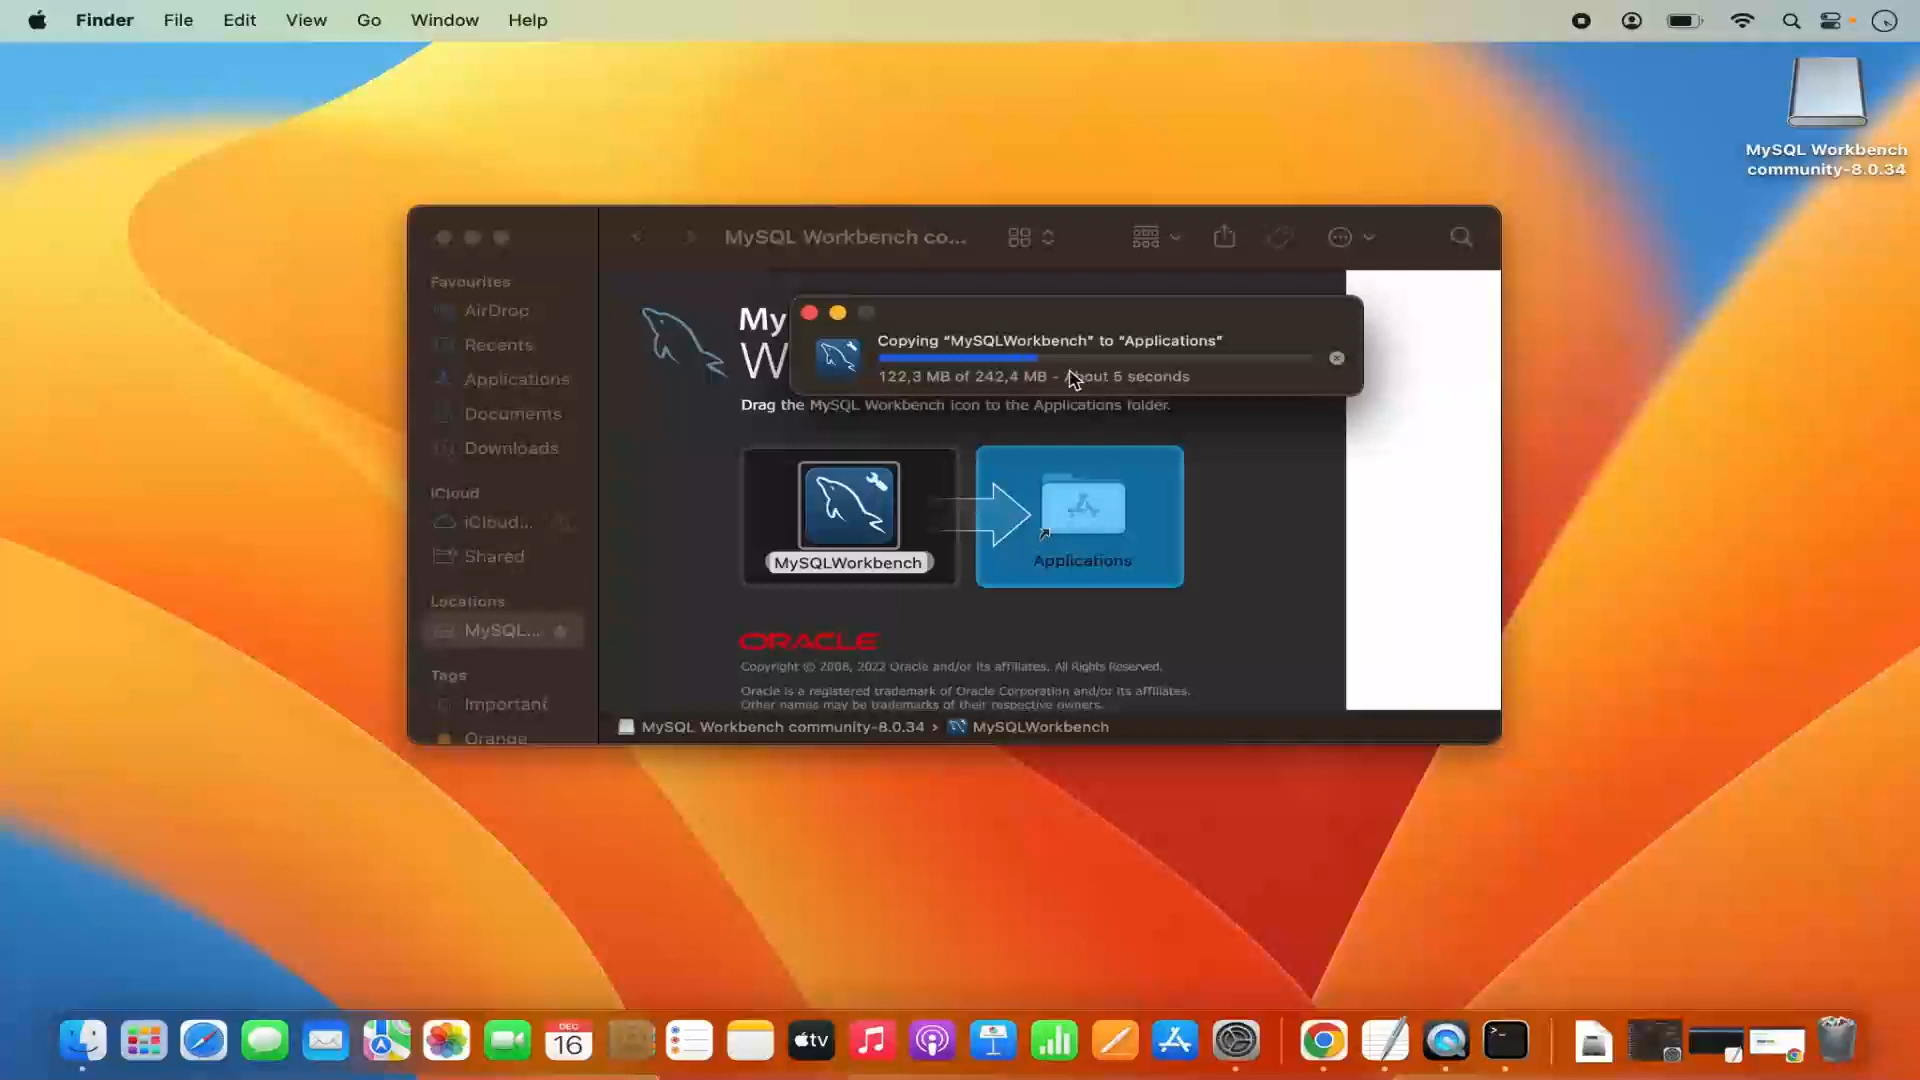 Finder File Edit View Go Window Help
MySQL Workbench
community-8.0.34
MySQL Workbench co...
Favourites
AirDrop
Recents
Applications
Documents
Downloads
iCloud
iCloud...
Shared
Locations
MySQL...
Tags
Important
Orange
My
W
Copying “MySQLWorkbench” to “Applications”
122,3 MB of 242,4 MB - About 5 seconds
Drag the MySQL Workbench icon to the Applications folder.
MySQLWorkbench
Applications
ORACLE
Copyright © 2008, 2022 Oracle and/or its affiliates. All Rights Reserved.
Oracle is a registered trademark of Oracle Corporation and/or its affiliates.
Other names may be trademarks of their respective owners.
MySQL Workbench community-8.0.34 › MySQLWorkbench
DEC
16
tv